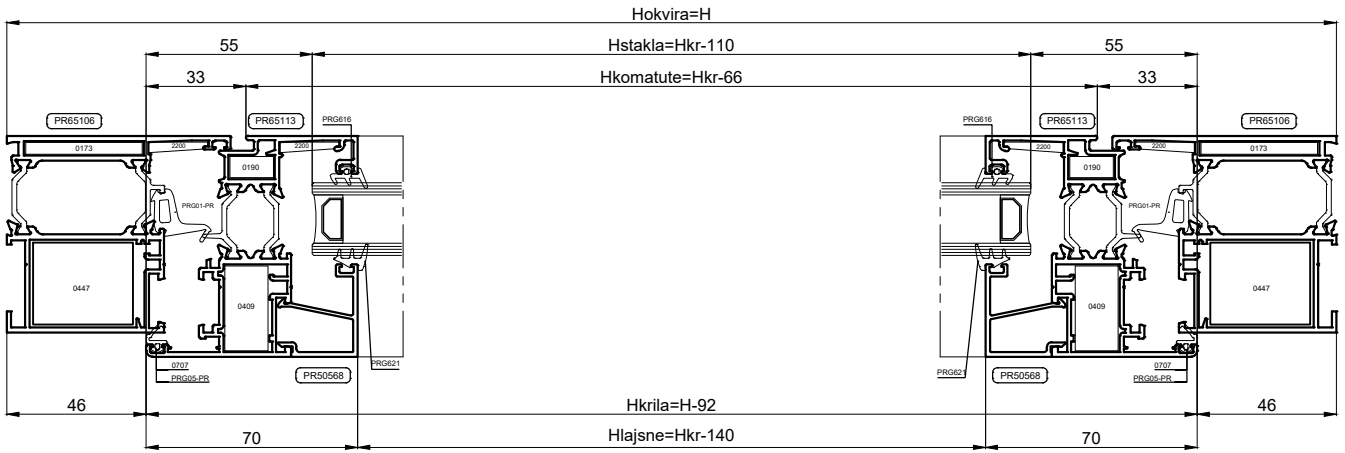 Hokvira=H
55 Hstakla=Hkr-110 55
33 Hkomatute=Hkr-66 33
PR65106 PR65113 PRG616 PRG616 PR65113 PR65106
0173 2200 2200 2200 2200 0173
0190 0190
PRG01-PR PRG01-PR
0447 0409 0409 0447
0707 PRG621 PRG621 0707
PRG05-PR PR50568 PR50568 PRG05-PR
46 Hkrila=H-92 46
70 Hlajsne=Hkr-140 70